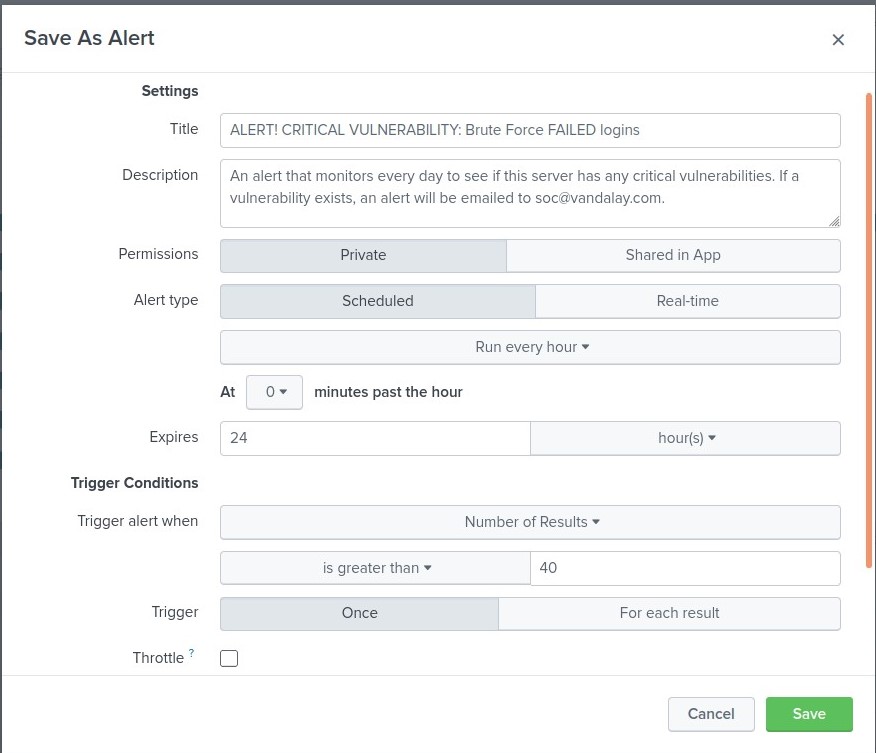 Save As Alert
Settings
Title
ALERT! CRITICAL VULNERABILITY: Brute Force FAILED logins
Description
An alert that monitors every day to see if this server has any critical vulnerabilities. If a
vulnerability exists, an alert will be emailed to soc@vandalay.com.
Permissions
Private
Shared in App
Alert type
Scheduled
Real-time
Run every hour
At 0 minutes past the hour
Expires
24
hour(s)
Trigger Conditions
Trigger alert when
Number of Results
is greater than
40
Trigger
Once
For each result
Throttle ?
Cancel
Save